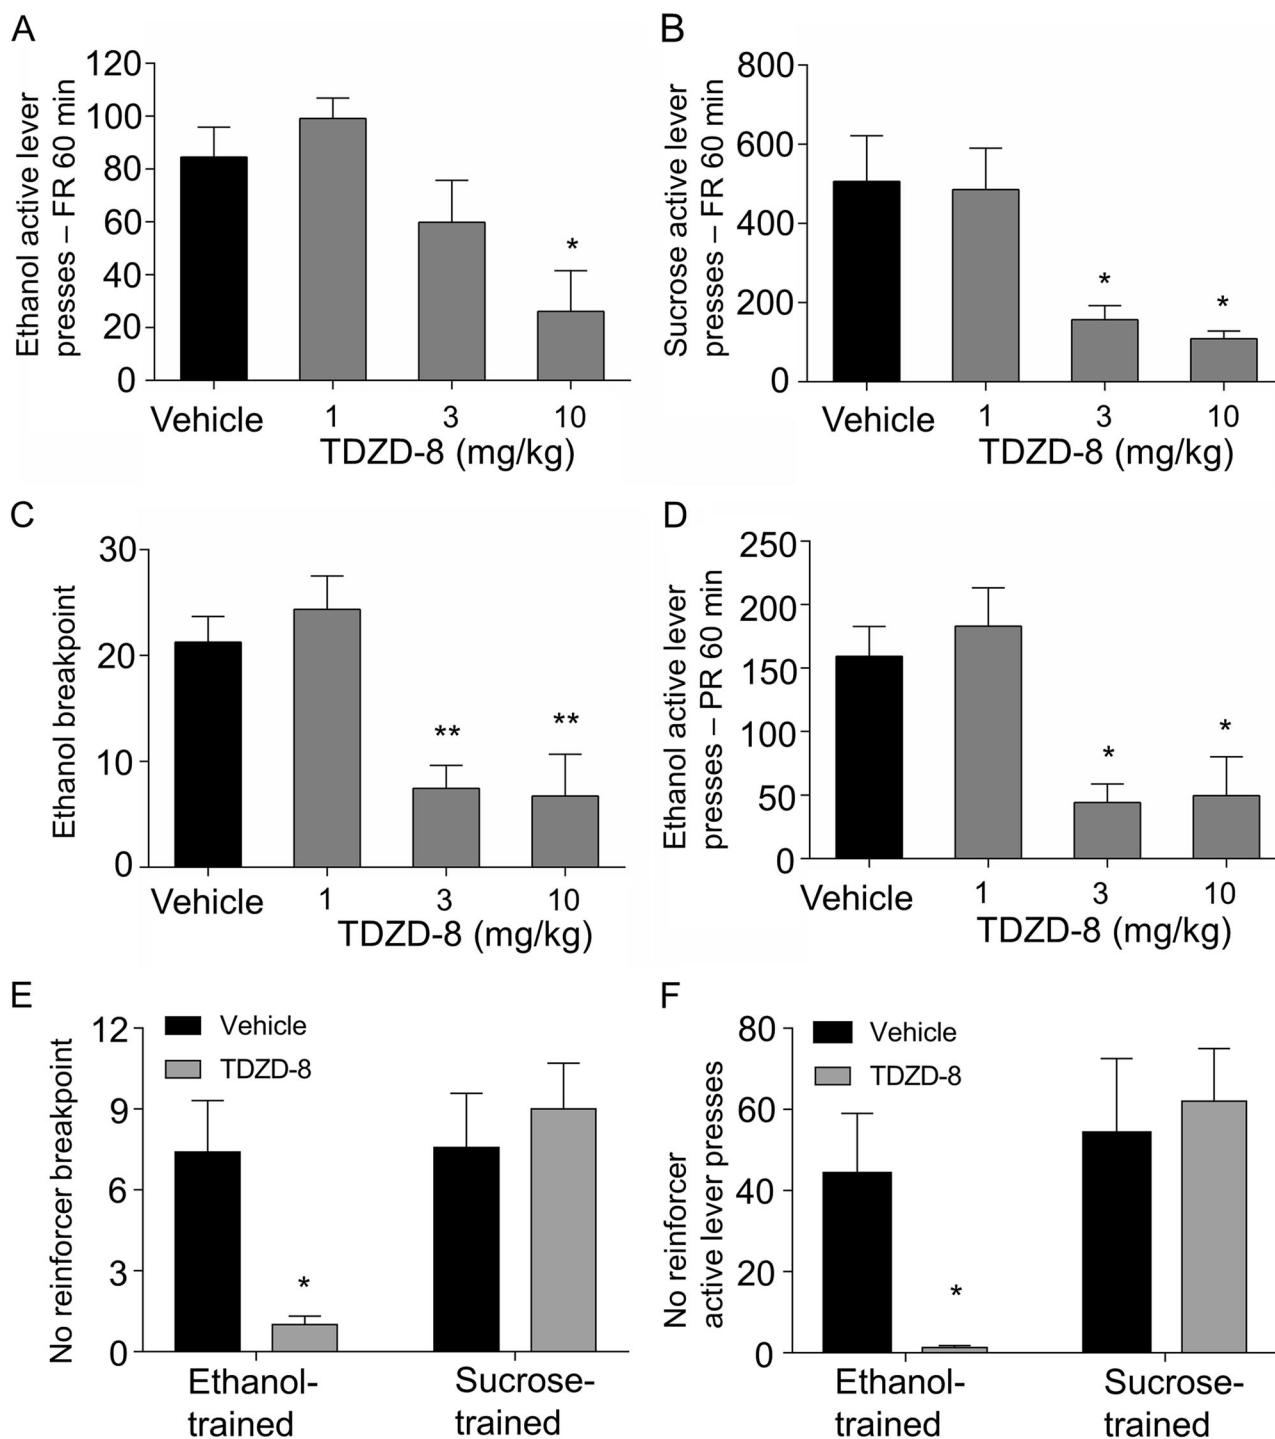 A
Ethanol active lever
presses – FR 60 min
120
100
80
60
40
20
0
*
Vehicle 1 3 10
TDZD-8 (mg/kg)
B
Sucrose active lever
presses – FR 60 min
800
600
400
200
0
* *
Vehicle 1 3 10
TDZD-8 (mg/kg)
C
Ethanol breakpoint
30
20
10
0
** **
Vehicle 1 3 10
TDZD-8 (mg/kg)
D
Ethanol active lever
presses – PR 60 min
250
200
150
100
50
0
* *
Vehicle 1 3 10
TDZD-8 (mg/kg)
E
No reinforcer breakpoint
12
9
6
3
0
Vehicle
TDZD-8
*
Ethanol-
trained
Sucrose-
trained
F
No reinforcer
active lever presses
80
60
40
20
0
Vehicle
TDZD-8
*
Ethanol-
trained
Sucrose-
trained